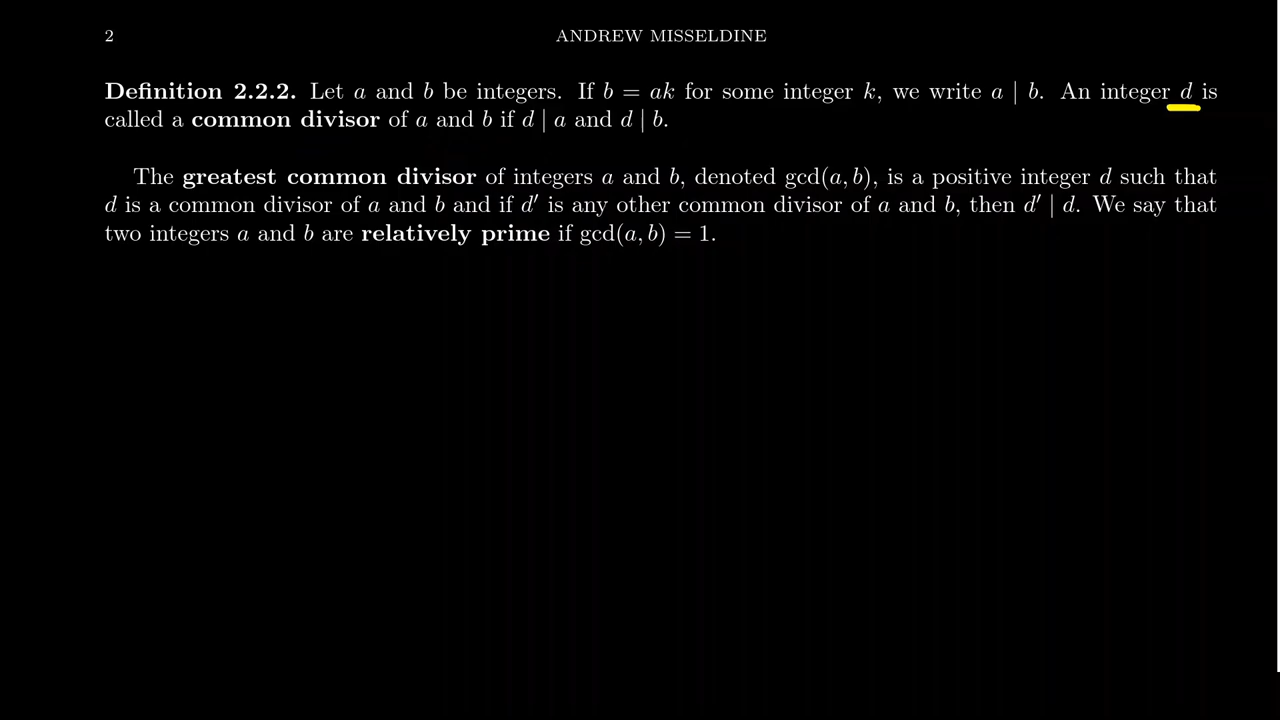 2
ANDREW MISSELDINE
Definition 2.2.2. Let a and b be integers. If b = ak for some integer k, we write a | b. An integer d is
called a common divisor of a and b if d | a and d | b.
The greatest common divisor of integers a and b, denoted gcd(a, b), is a positive integer d such that
d is a common divisor of a and b and if d′ is any other common divisor of a and b, then d′ | d. We say that
two integers a and b are relatively prime if gcd(a, b) = 1.